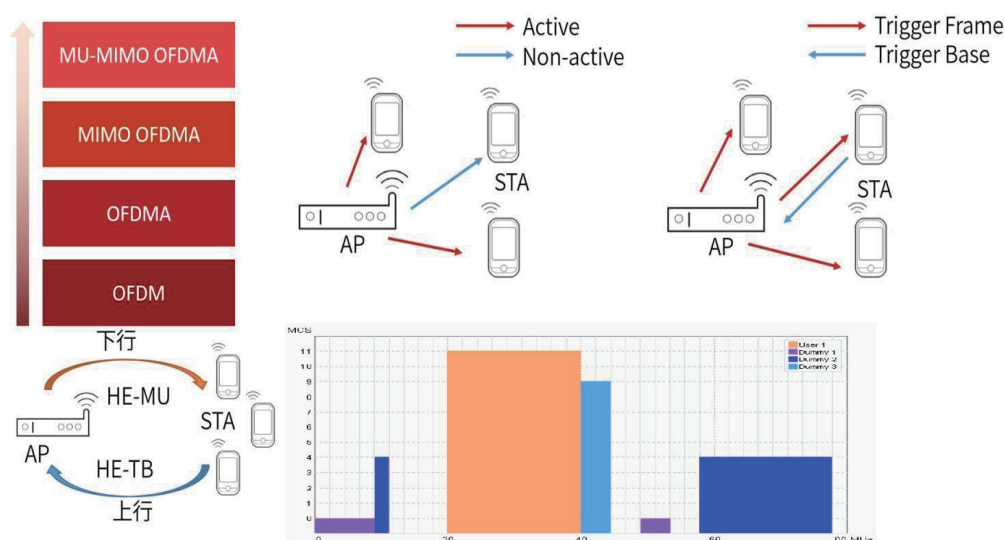 MU-MIMO OFDMA
MIMO OFDMA
OFDMA
OFDM
Active
Non-active
STA
AP
Trigger Frame
Trigger Base
STA
AP
下行
HE-MU
STA
AP
HE-TB
上行
MCS
11
10
9
8
7
6
5
4
3
2
1
0
User 1
Dummy 1
Dummy 2
Dummy 3
0 20 40 60 80 MHz